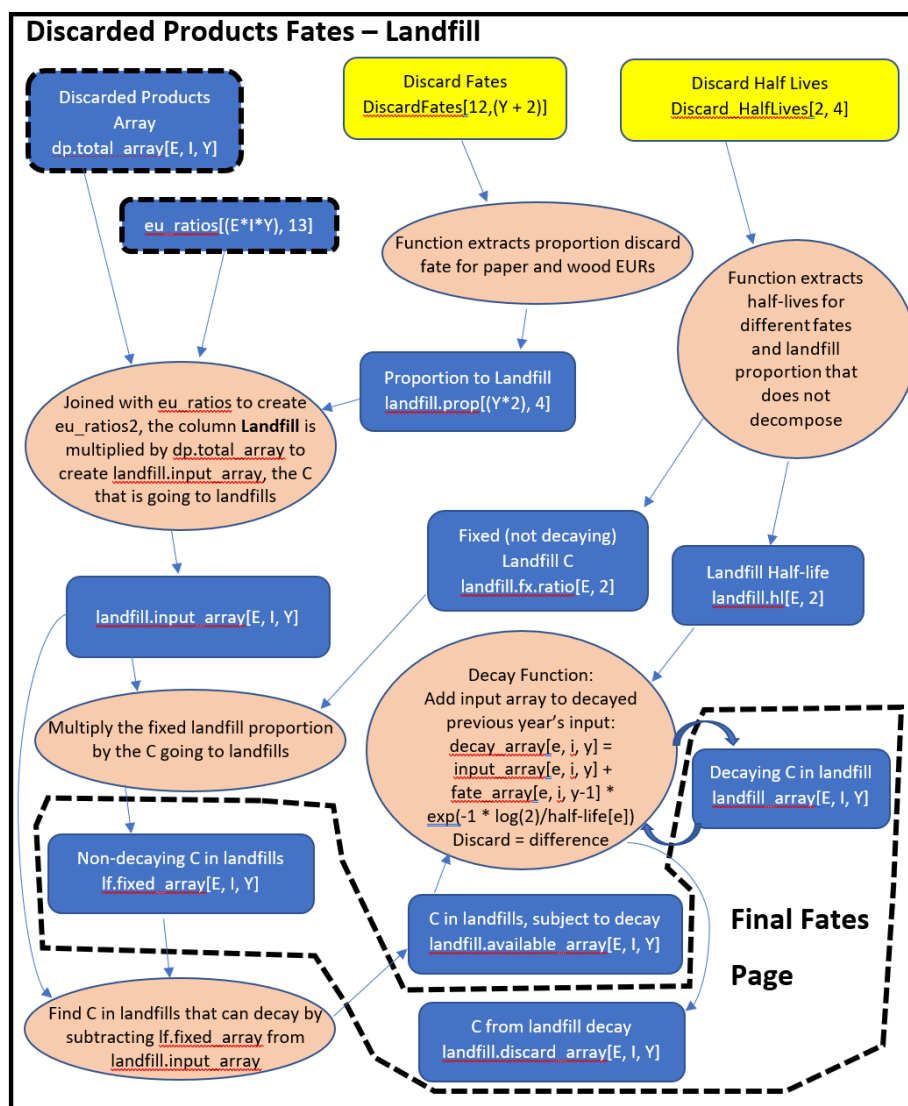 Discarded Products Fates – Landfill
Discarded Products
Array
dp.total_array[E, I, Y]
Discard Fates
DiscardFates[12,(Y + 2)]
Discard Half Lives
Discard_HalfLives[2, 4]
eu_ratios[(E*I*Y), 13]
Function extracts proportion discard
fate for paper and wood EURs
Function extracts
half-lives for
different fates
and landfill
proportion that
does not
decompose
Proportion to Landfill
landfill.prop[(Y*2), 4]
Joined with eu_ratios to create
eu_ratios2, the column Landfill is
multiplied by dp.total_array to
create landfill.input_array, the C
that is going to landfills
Fixed (not decaying)
Landfill C
landfill.fx.ratio[E, 2]
Landfill Half-life
landfill.hl[E, 2]
landfill.input_array[E, I, Y]
Multiply the fixed landfill proportion
by the C going to landfills
Decay Function:
Add input array to decayed
previous year’s input:
decay_array[e, i, y] =
input_array[e, i, y] +
fate_array[e, i, y-1] *
exp(-1 * log(2)/half-life[e])
Discard = difference
Decaying C in landfill
landfill_array[E, I, Y]
Non-decaying C in landfills
lf.fixed_array[E, I, Y]
C in landfills, subject to decay
landfill.available_array[E, I, Y]
Final Fates
Page
Find C in landfills that can decay by
subtracting lf.fixed_array from
landfill.input_array
C from landfill decay
landfill.discard_array[E, I, Y]